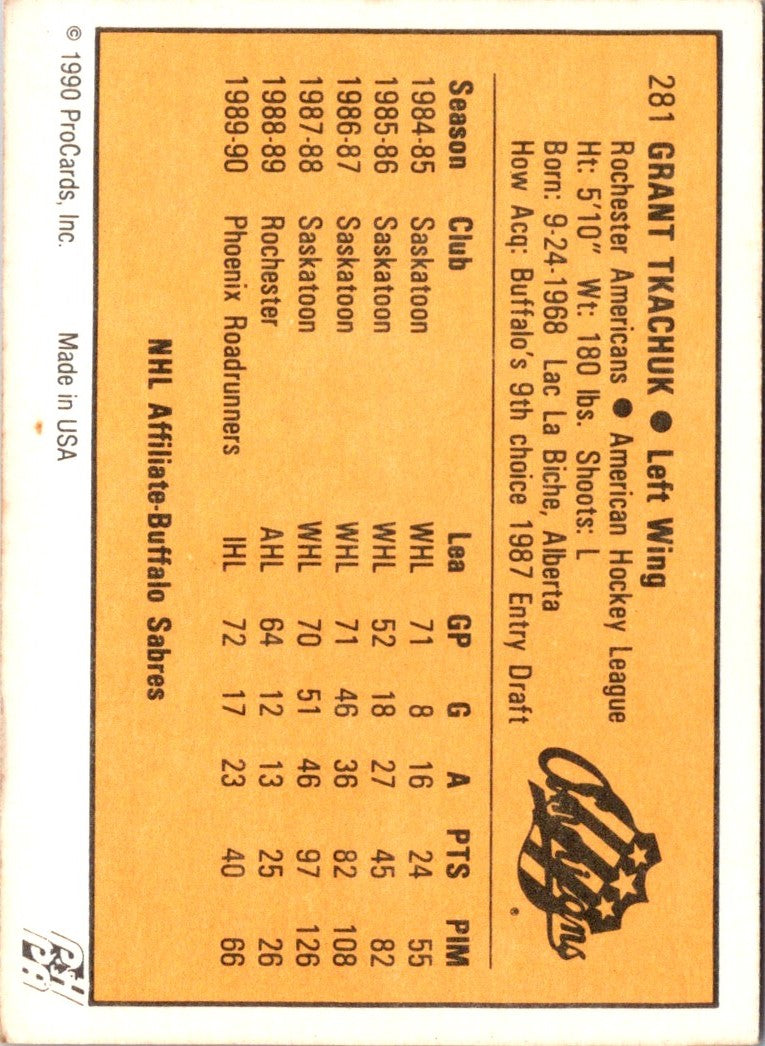 281 GRANT TKACHUK ● Left Wing
Rochester Americans ● American Hockey League
Ht: 5'10" Wt: 180 lbs. Shoots: L
Born: 9-24-1968 Lac La Biche, Alberta
How Acq: Buffalo's 9th choice 1987 Entry Draft
Amerigns
®
Season Club Lea GP G A PTS PIM
1984-85 Saskatoon WHL 71 8 16 24 55
1985-86 Saskatoon WHL 52 18 27 45 82
1986-87 Saskatoon WHL 71 46 36 82 108
1987-88 Saskatoon WHL 70 51 46 97 126
1988-89 Rochester AHL 64 12 13 25 26
1989-90 Phoenix Roadrunners IHL 72 17 23 40 66
NHL Affiliate-Buffalo Sabres
© 1990 ProCards, Inc. Made in USA
PHPA